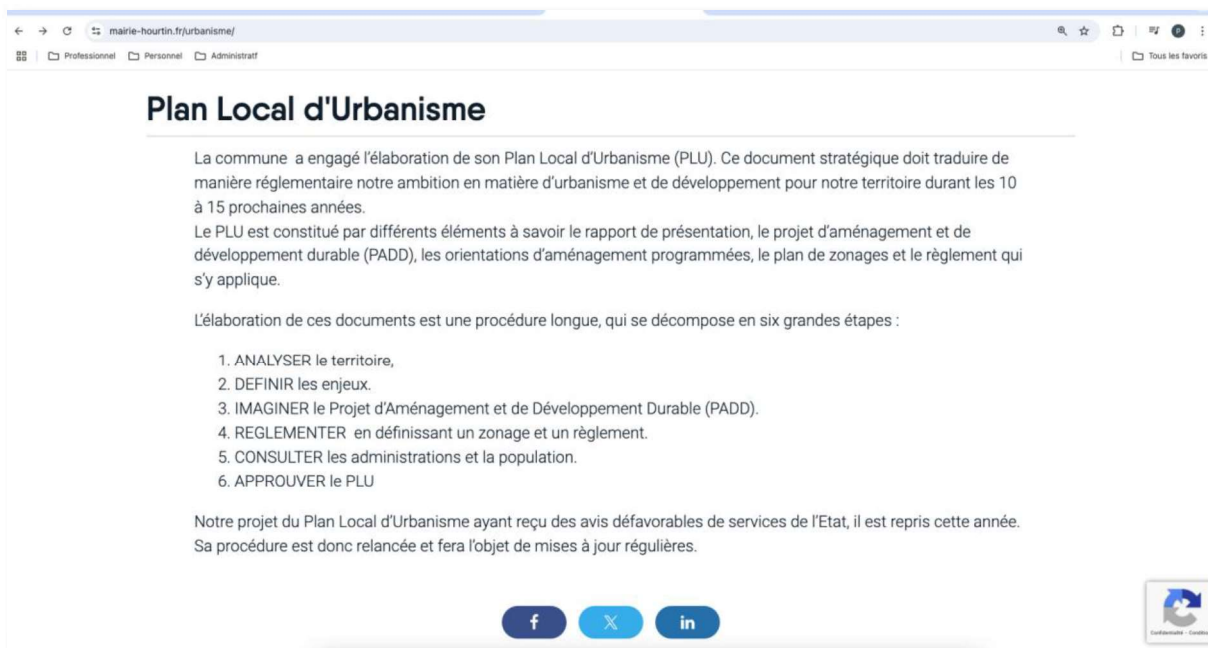 mairie-hourtin.fr/urbanisme/
Professionnel Personnel Administratf Tous les favoris
Plan Local d'Urbanisme
La commune a engagé l'élaboration de son Plan Local d'Urbanisme (PLU). Ce document stratégique doit traduire de
manière réglementaire notre ambition en matière d'urbanisme et de développement pour notre territoire durant les 10
à 15 prochaines années.
Le PLU est constitué par différents éléments à savoir le rapport de présentation, le projet d'aménagement et de
développement durable (PADD), les orientations d'aménagement programmées, le plan de zonages et le règlement qui
s'y applique.
L'élaboration de ces documents est une procédure longue, qui se décompose en six grandes étapes :
1. ANALYSER le territoire,
2. DEFINIR les enjeux.
3. IMAGINER le Projet d'Aménagement et de Développement Durable (PADD).
4. REGLEMENTER en définissant un zonage et un règlement.
5. CONSULTER les administrations et la population.
6. APPROUVER le PLU
Notre projet du Plan Local d'Urbanisme ayant reçu des avis défavorables de services de l'Etat, il est repris cette année.
Sa procédure est donc relancée et fera l'objet de mises à jour régulières.
f X in
Confidentialité